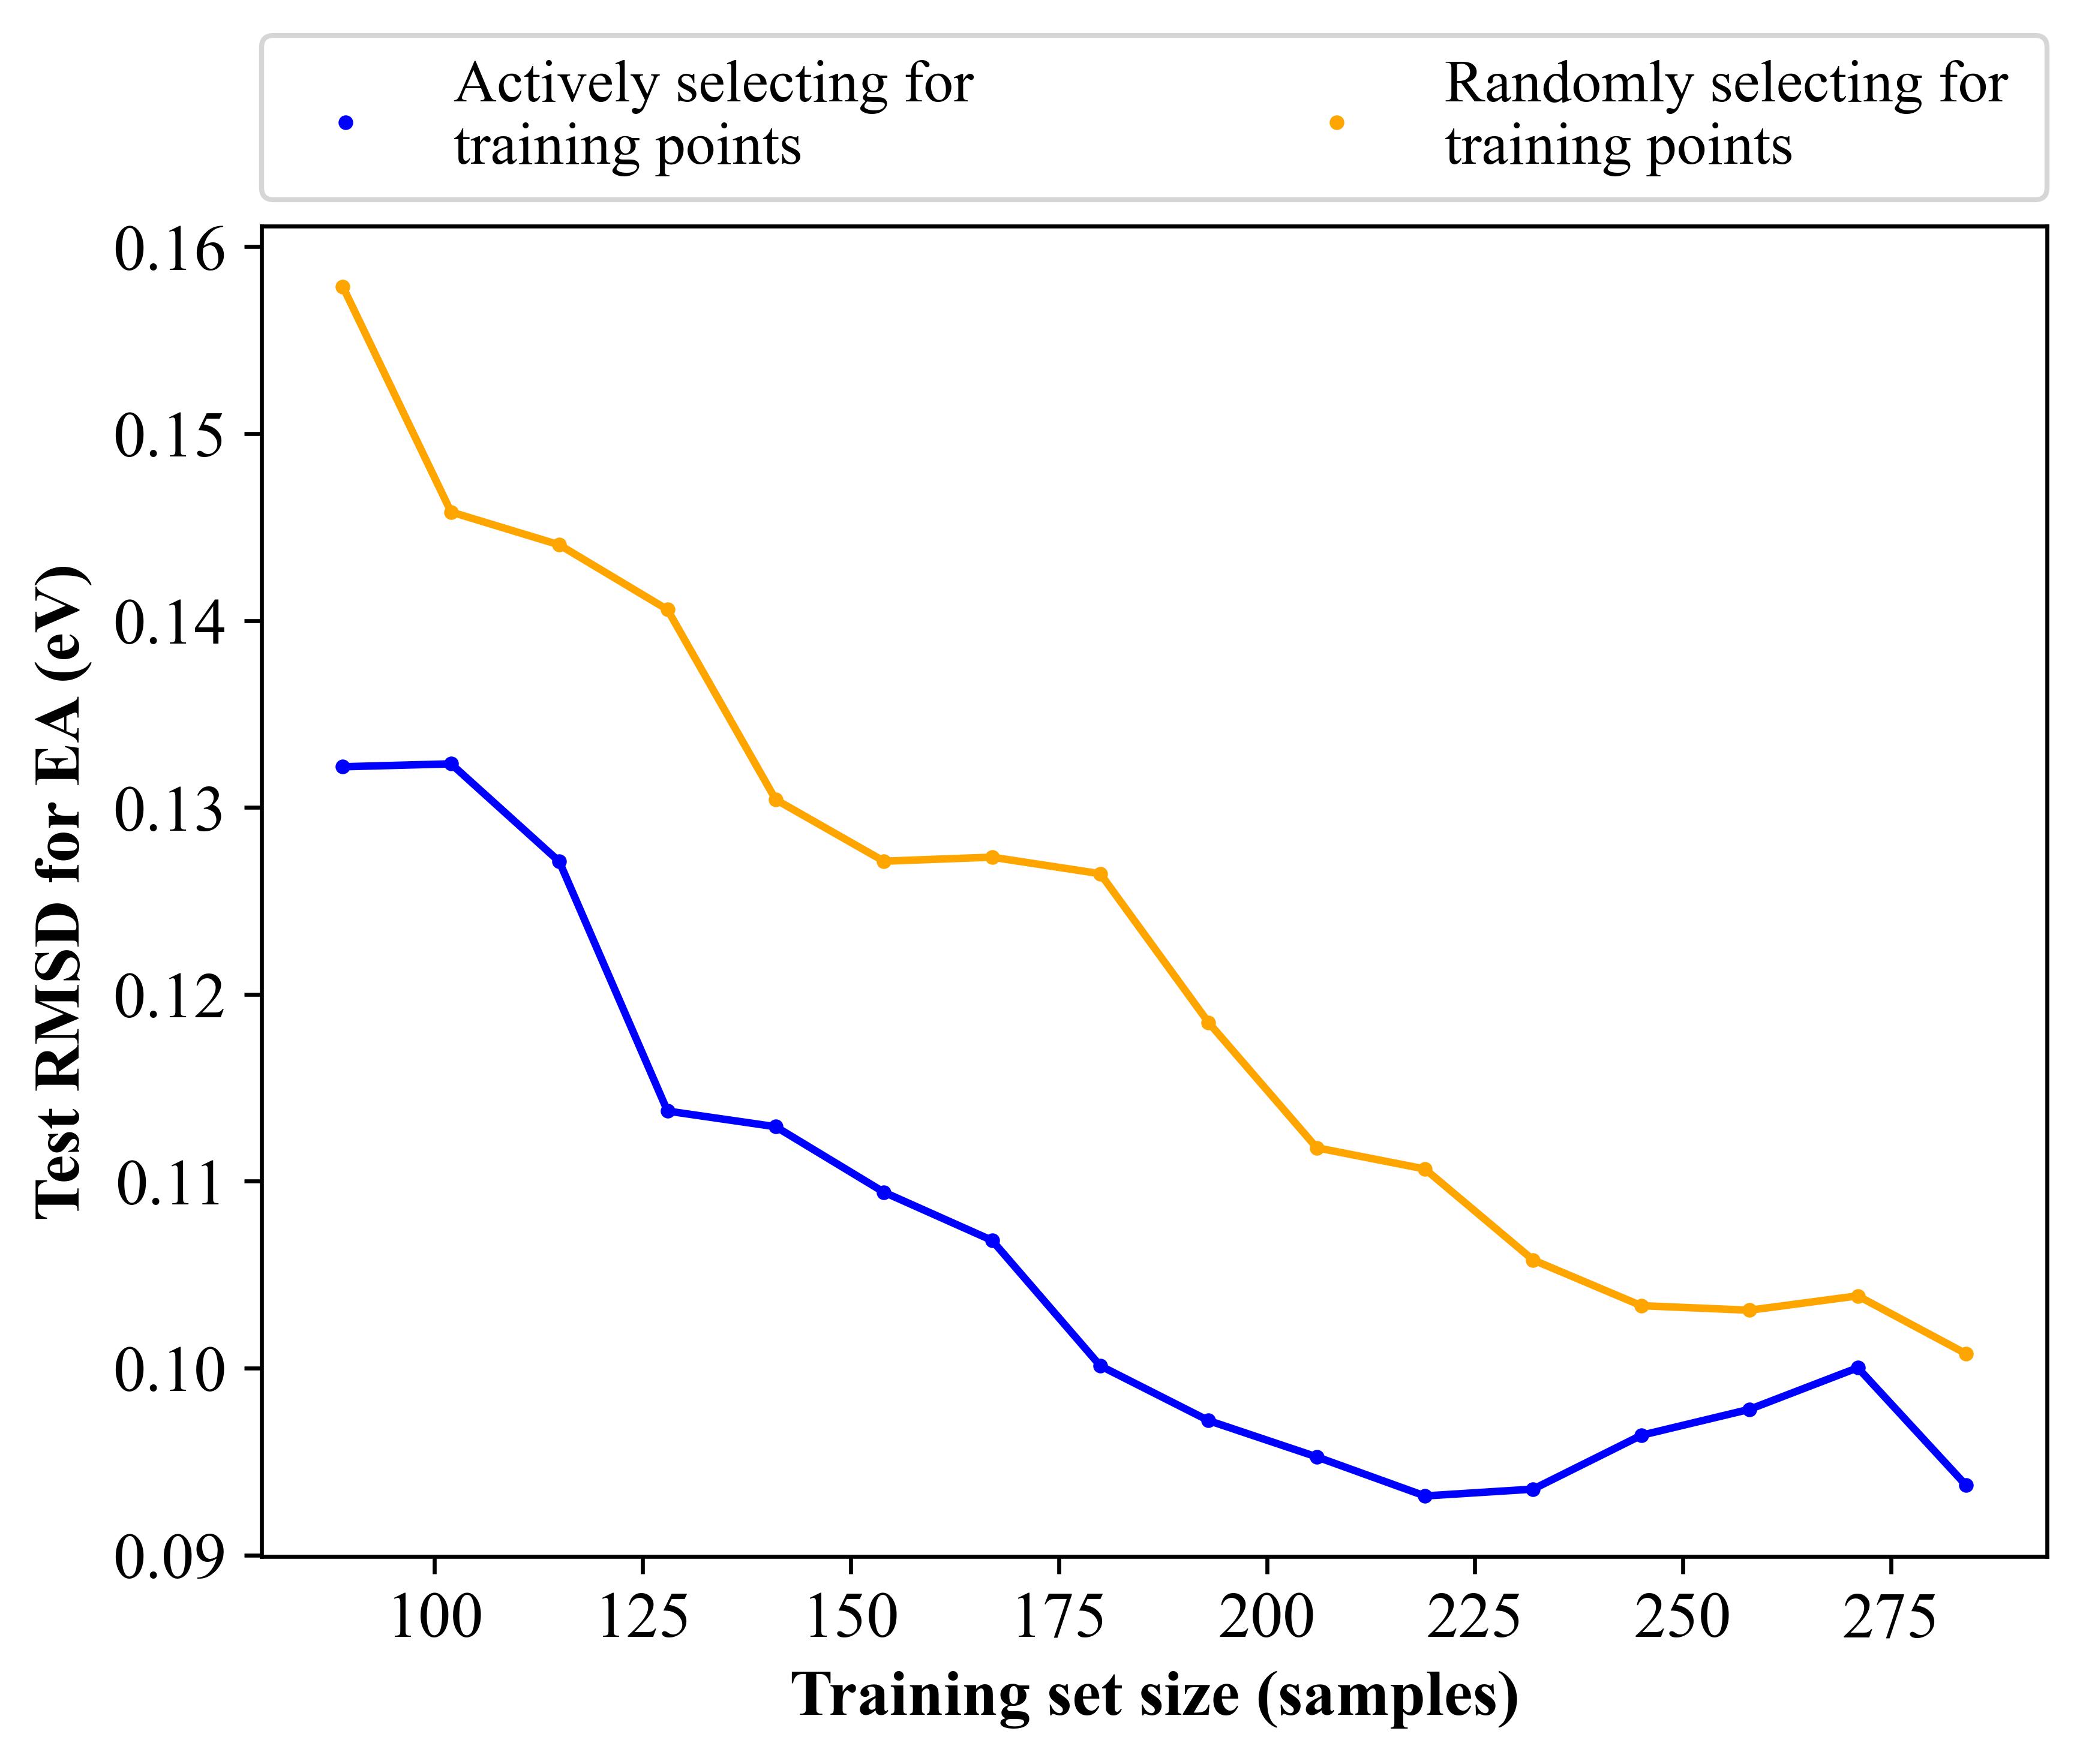 Actively selecting for
training points
Randomly selecting for
training points
0.16
0.15
0.14
0.13
0.12
0.11
0.10
0.09
Test RMSD for EA (eV)
100 125 150 175 200 225 250 275
Training set size (samples)